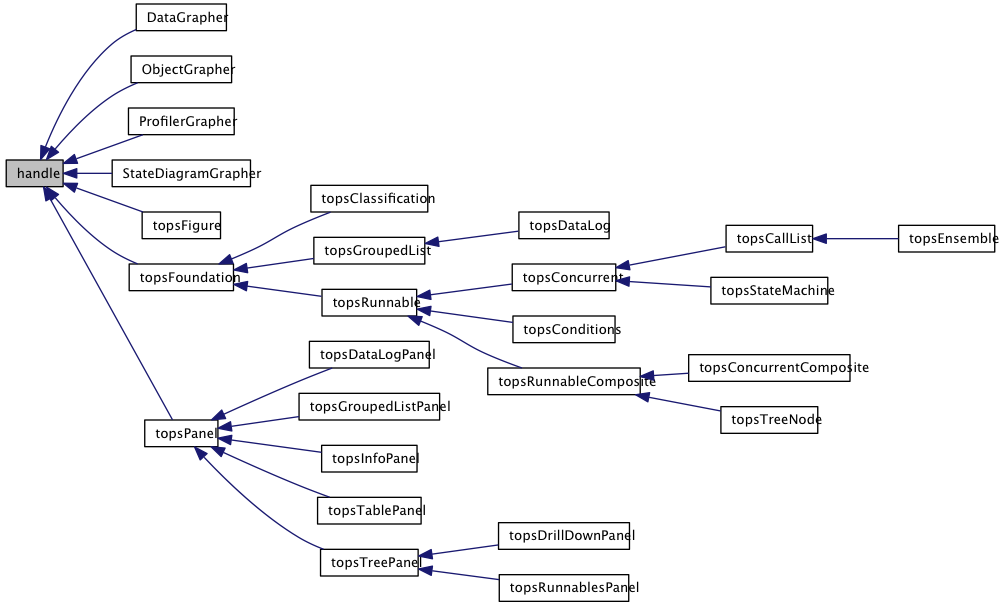 DataGrapher
ObjectGrapher
ProfilerGrapher
handle
StateDiagramGrapher
topsFigure
topsFoundation
topsClassification
topsGroupedList
topsDataLog
topsRunnable
topsConcurrent
topsCallList
topsEnsemble
topsStateMachine
topsConditions
topsRunnableComposite
topsConcurrentComposite
topsTreeNode
topsPanel
topsDataLogPanel
topsGroupedListPanel
topsInfoPanel
topsTablePanel
topsTreePanel
topsDrillDownPanel
topsRunnablesPanel